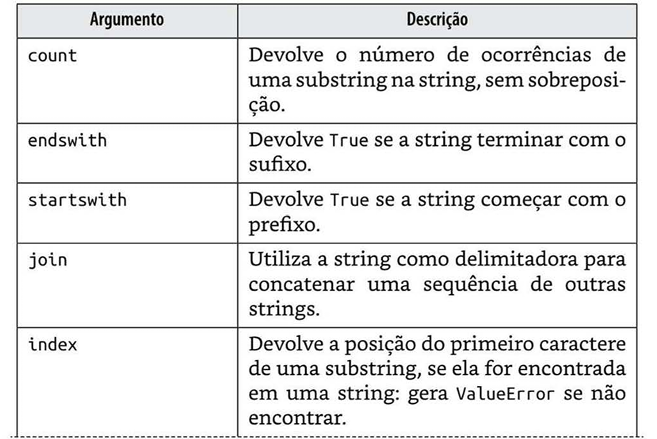 Argumento Descrição
count Devolve o número de ocorrências de
uma substring na string, sem sobreposi-
ção.
endswith Devolve True se a string terminar com o
sufixo.
startswith Devolve True se a string começar com o
prefixo.
join Utiliza a string como delimitadora para
concatenar uma sequência de outras
strings.
index Devolve a posição do primeiro caractere
de uma substring, se ela for encontrada
em uma string: gera ValueError se não
encontrar.